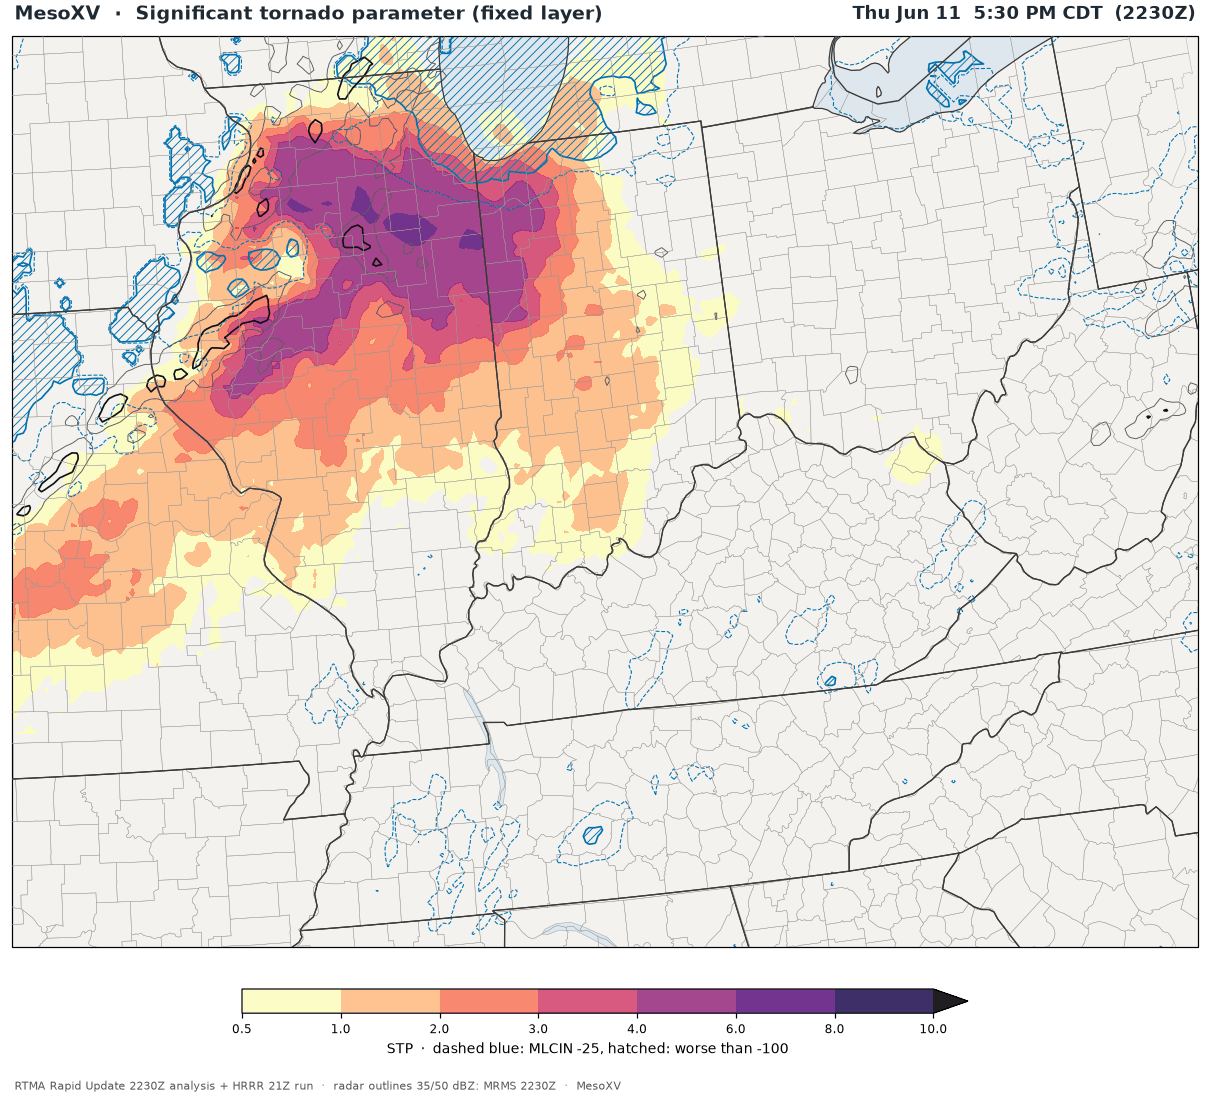 MesoXV · Significant tornado parameter (fixed layer)
Thu Jun 11 5:30 PM CDT (2230Z)
0.5 1.0 2.0 3.0 4.0 6.0 8.0 10.0
STP · dashed blue: MLCIN -25, hatched: worse than -100
RTMA Rapid Update 2230Z analysis + HRRR 21Z run · radar outlines 35/50 dBZ: MRMS 2230Z · MesoXV